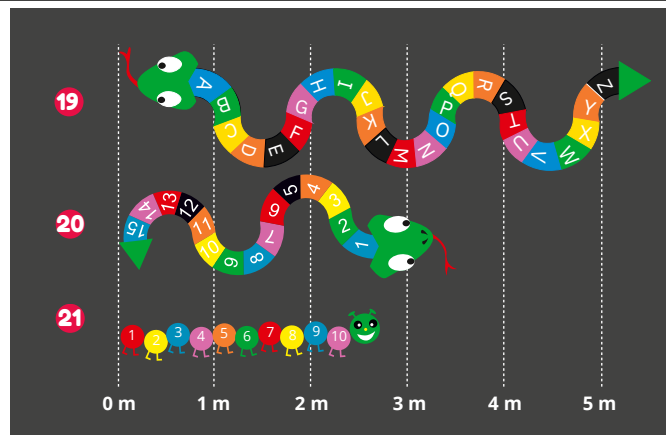 19
A B C D E F G H I J K L M N O P Q R S T U V W X Y Z
20
15 14 13 12 11 10 9 8 7 6 5 4 3 2 1
21
1 2 3 4 5 6 7 8 9 10
0 m 1 m 2 m 3 m 4 m 5 m